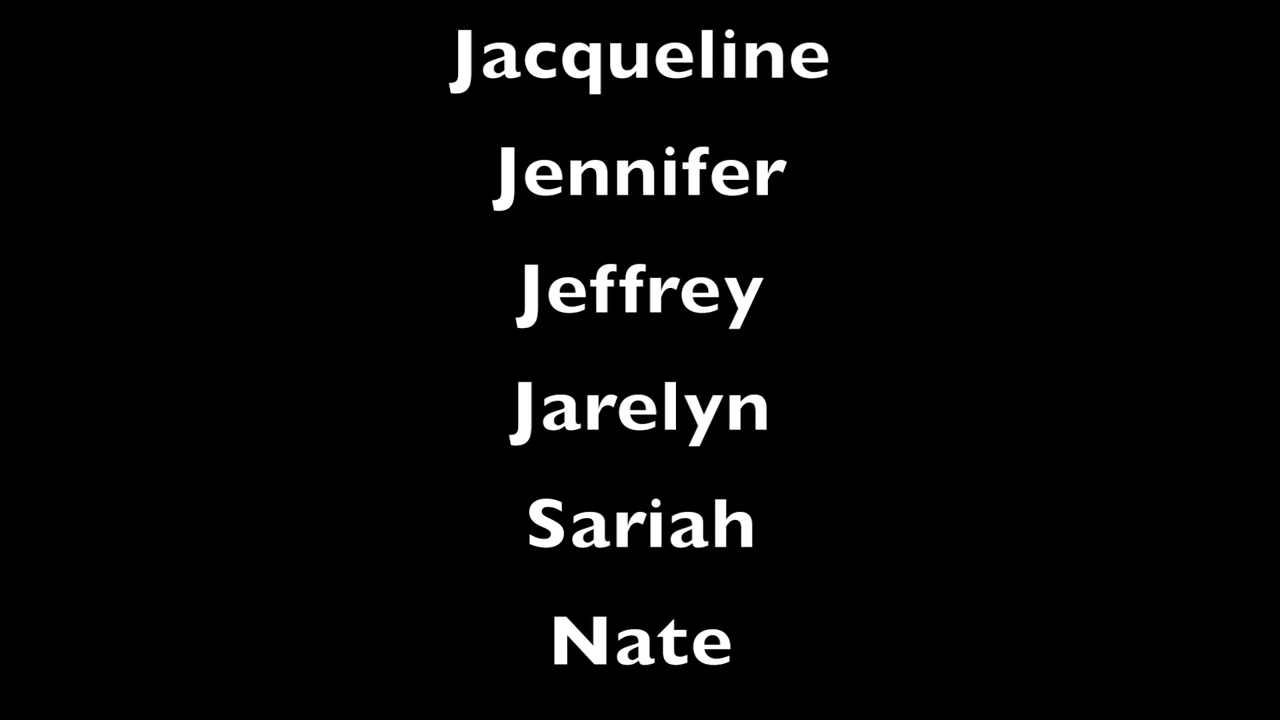 Jacqueline
Jennifer
Jeffrey
Jarelyn
Sariah
Nate